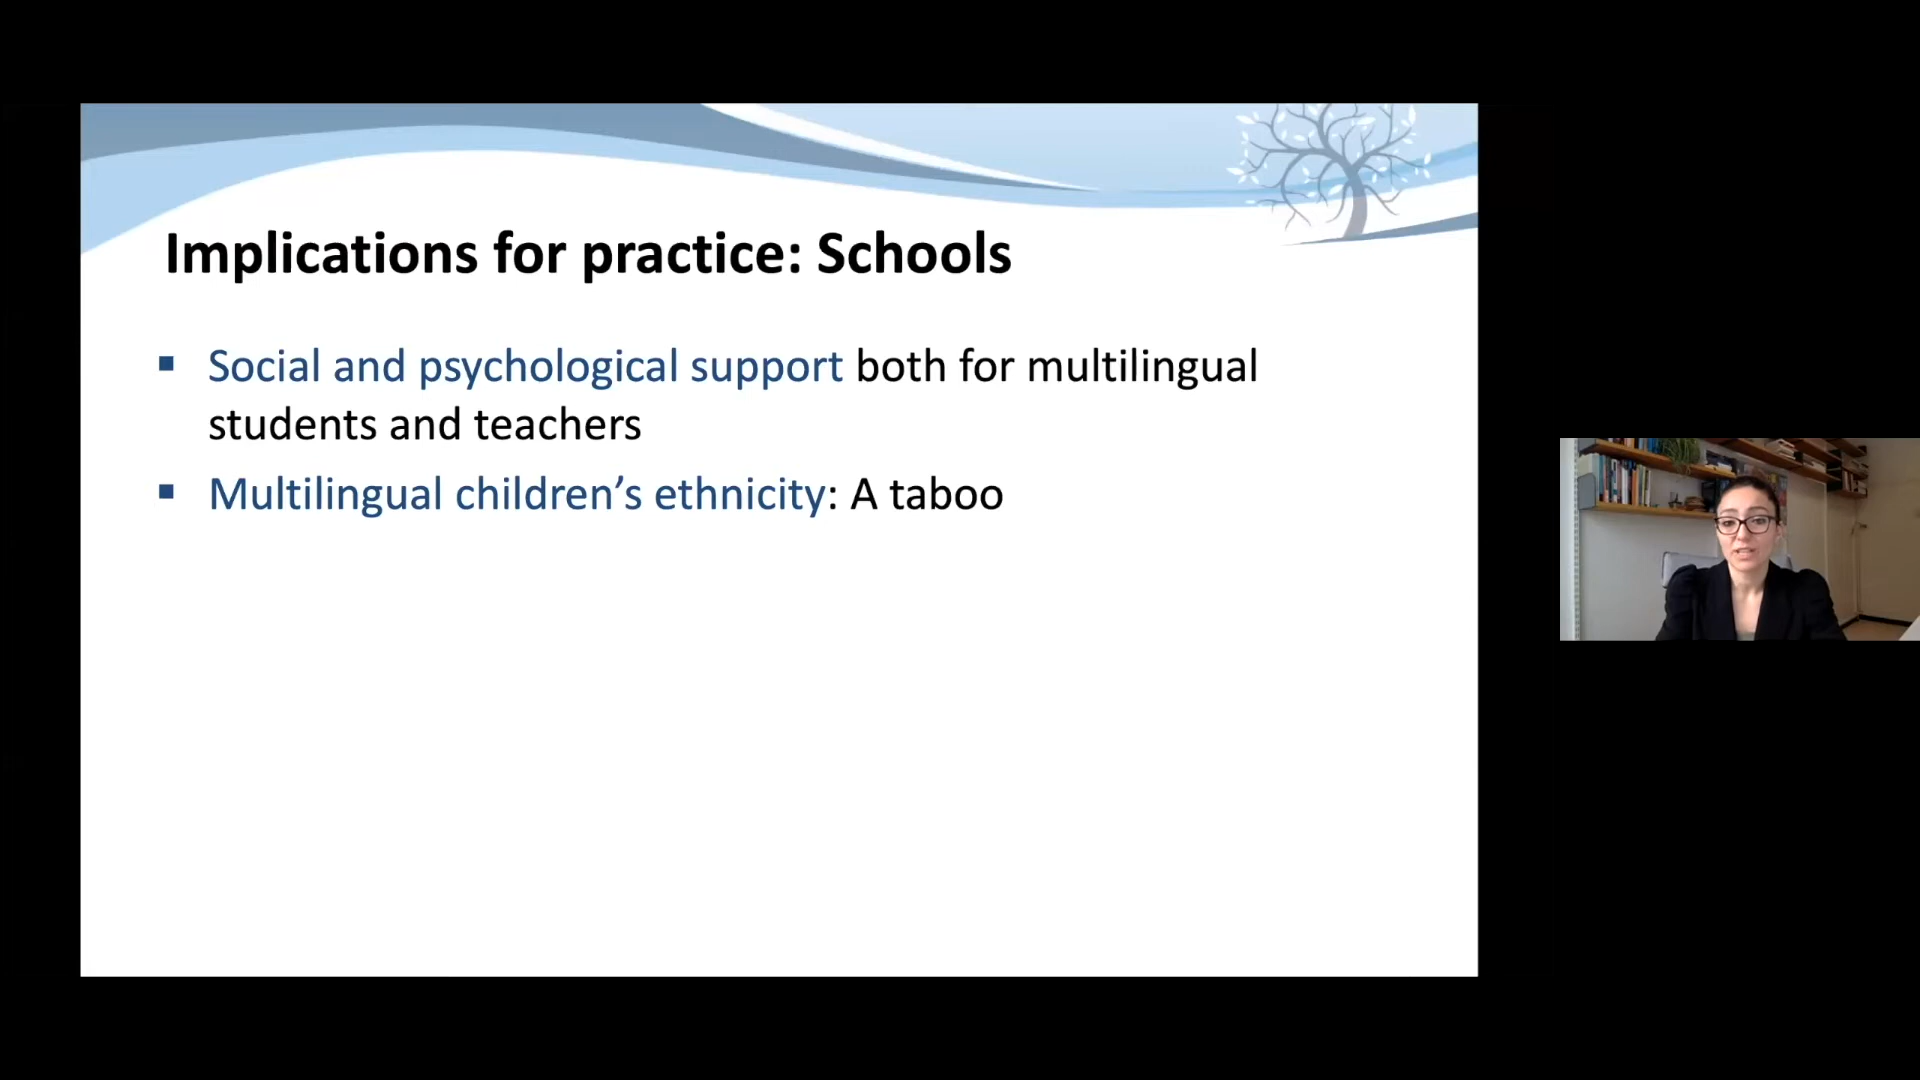 Implications for practice: Schools
▪ Social and psychological support both for multilingual
students and teachers
▪ Multilingual children’s ethnicity: A taboo